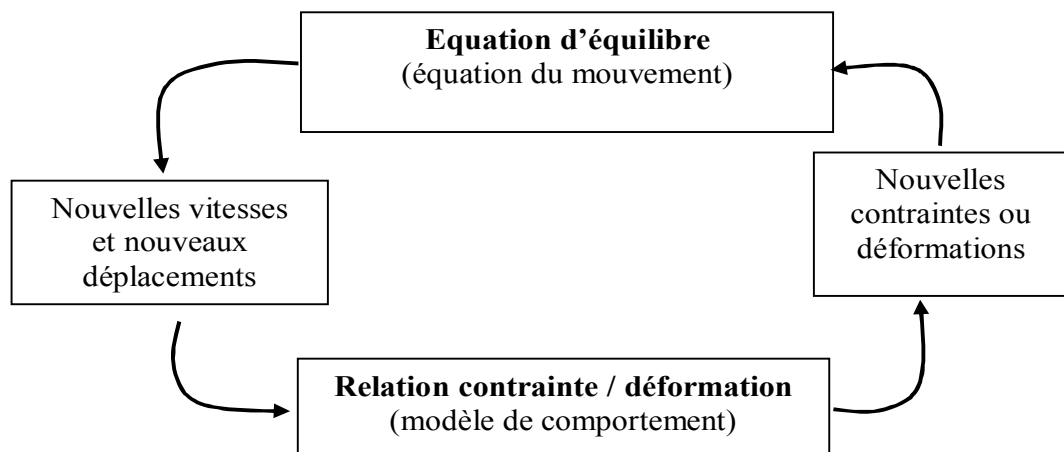 Equation d’équilibre
(équation du mouvement)
Nouvelles vitesses
et nouveaux
déplacements
Nouvelles
contraintes ou
déformations
Relation contrainte / déformation
(modèle de comportement)